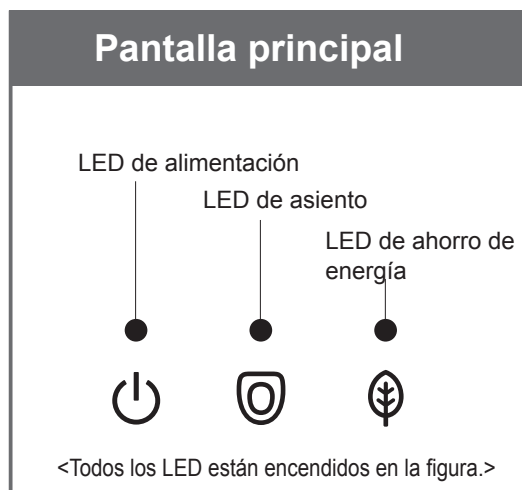 Pantalla principal
LED de alimentación
LED de asiento
LED de ahorro de
energía
<Todos los LED están encendidos en la figura.>